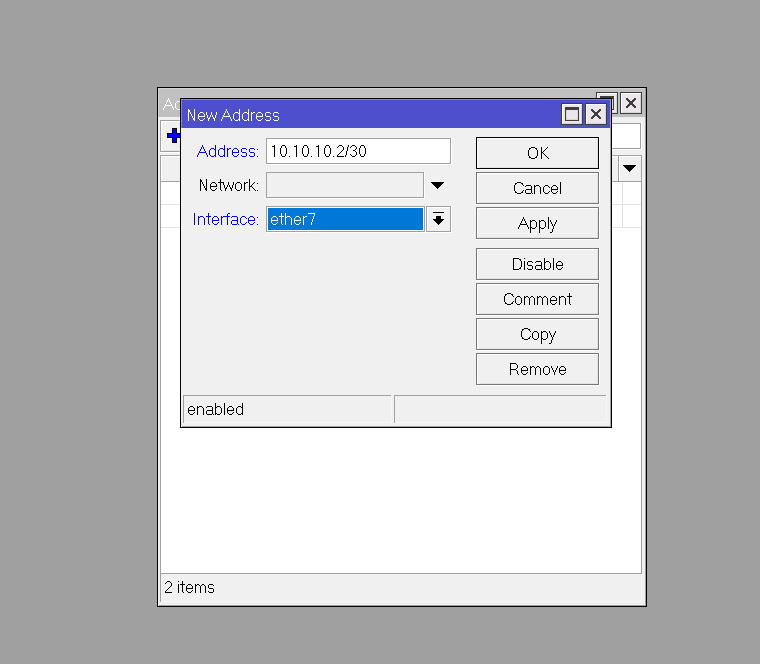 New Address
Address: 10.10.10.2/30
Network:
Interface: ether7
OK
Cancel
Apply
Disable
Comment
Copy
Remove
enabled
2 items